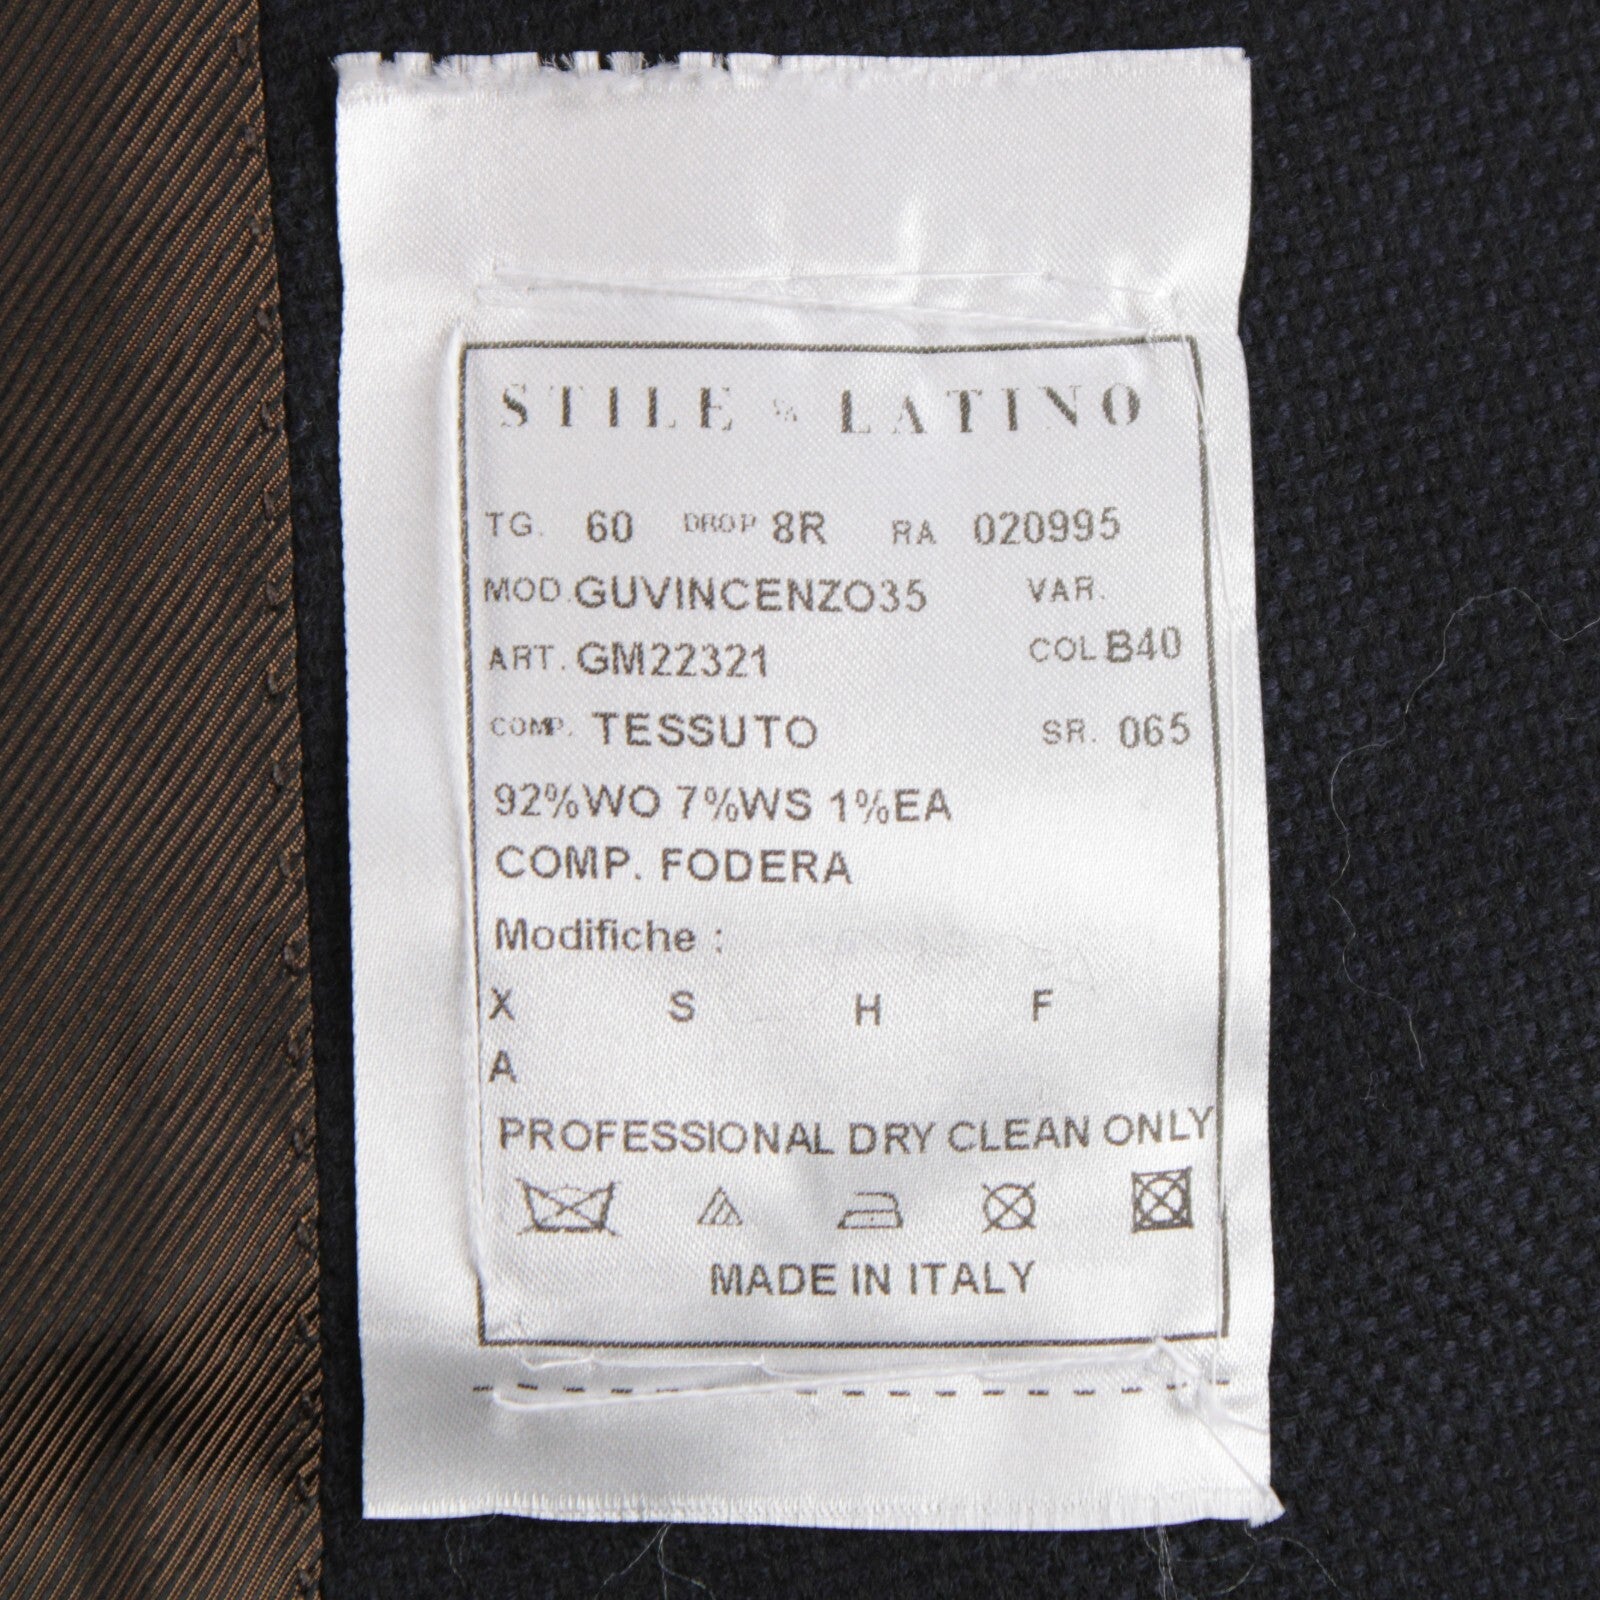 STILE LATINO
TG. 60 DROP 8R RA 020995
MOD. GUVINCENZO35 VAR.
ART. GM22321 COL B40
COMP. TESSUTO SR. 065
92%WO 7%WS 1%EA
COMP. FODERA
Modifiche :
X S H F
A
PROFESSIONAL DRY CLEAN ONLY
MADE IN ITALY